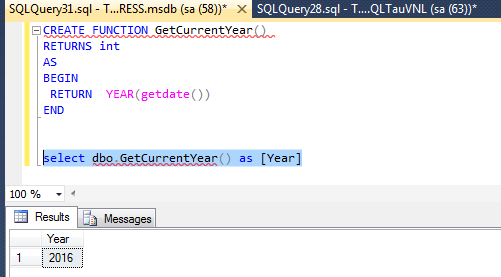 SQLQuery31.sql - T...RESS.msdb (sa (58))* SQLQuery28.sql - T....QLTauVNL (sa (63))*
CREATE FUNCTION GetCurrentYear()
RETURNS int
AS
BEGIN
RETURN YEAR(getdate())
END
select dbo.GetCurrentYear() as [Year]
100 %
Results Messages
Year
1 2016